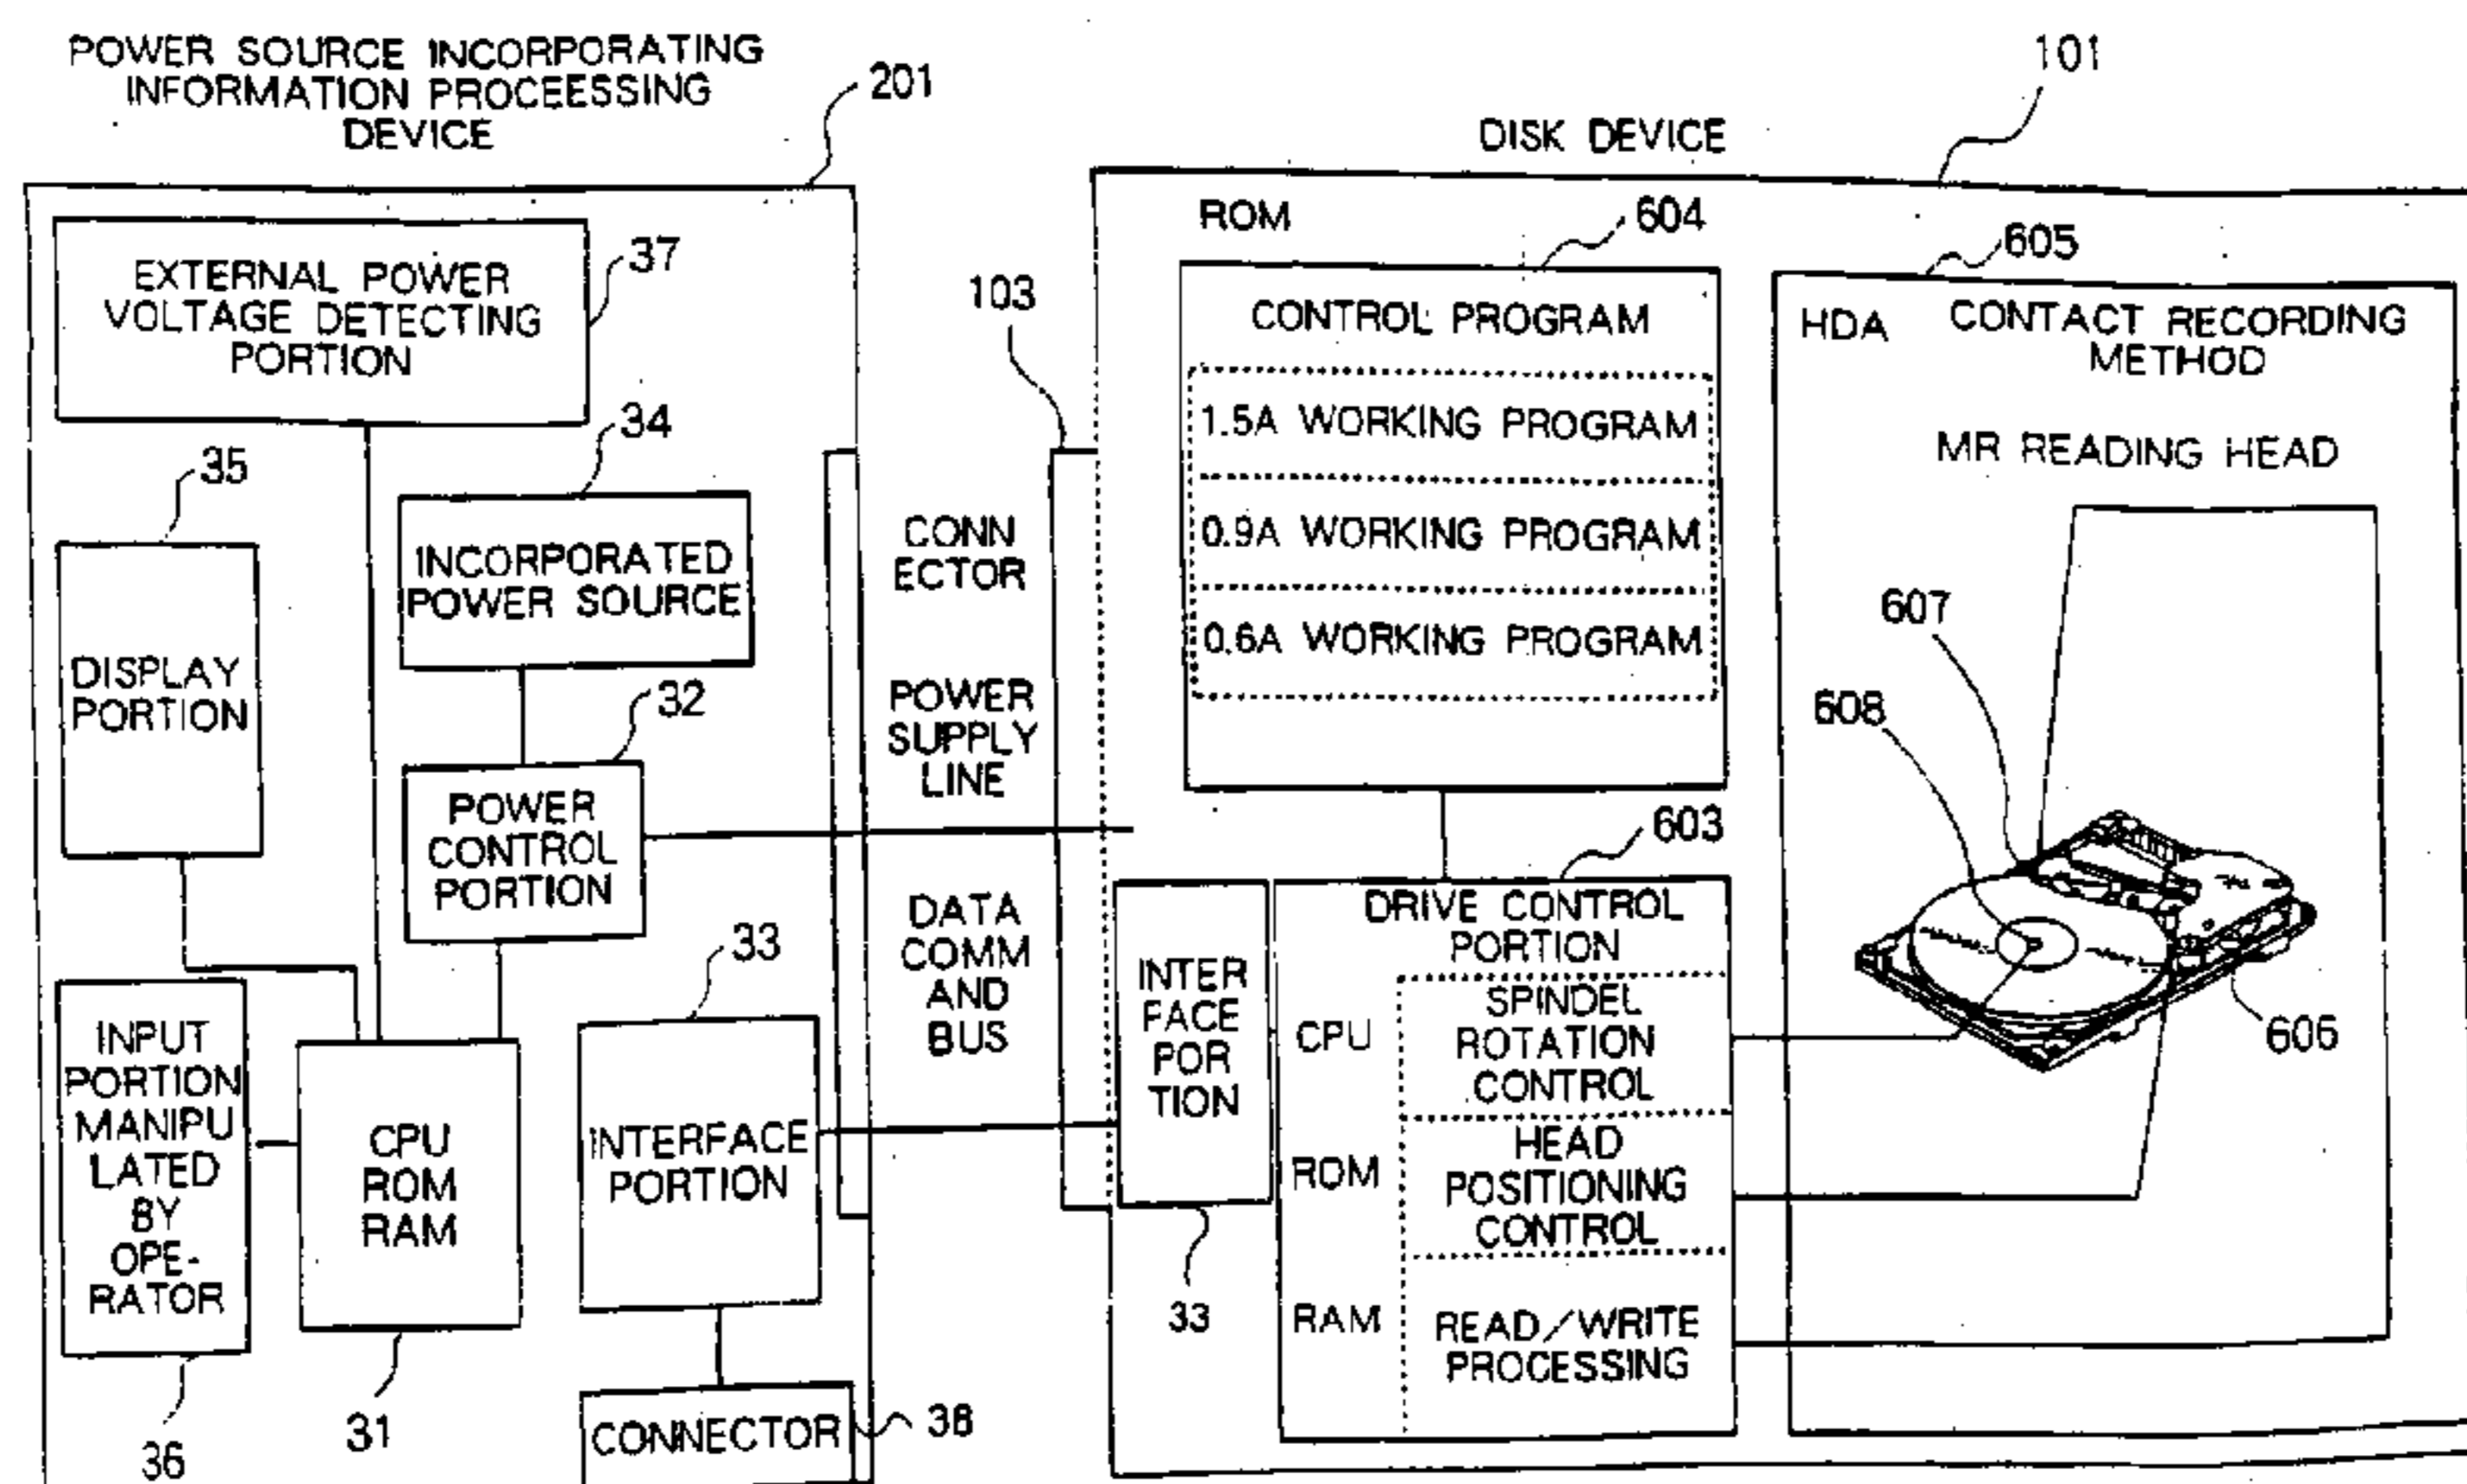 POWER SOURCE INCORPORATING
INFORMATION PROCEESSING
DEVICE
201
EXTERNAL POWER
VOLTAGE DETECTING
PORTION
37
35
34
INCORPORATED
POWER SOURCE
DISPLAY
PORTION
32
POWER
CONTROL
PORTION
33
INPUT
PORTION
MANIPU
LATED
BY
OPE-
RATOR
36
CPU
ROM
RAM
31
INTERFACE
PORTION
CONNECTOR
38
CONN
ECTOR
POWER
SUPPLY
LINE
DATA
COMM
AND
BUS
103
DISK DEVICE
101
ROM
604
CONTROL PROGRAM
1.5A WORKING PROGRAM
0.9A WORKING PROGRAM
0.6A WORKING PROGRAM
603
INTER
FACE
POR
TION
33
DRIVE CONTROL
PORTION
CPU
SPINDEL
ROTATION
CONTROL
ROM
HEAD
POSITIONING
CONTROL
RAM
READ/WRITE
PROCESSING
605
HDA
CONTACT RECORDING
METHOD
MR READING HEAD
607
608
606